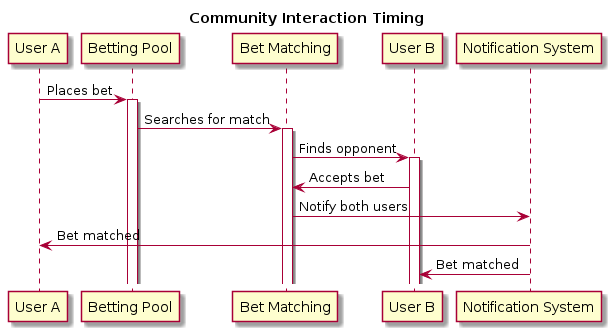 Community Interaction Timing
User A
Betting Pool
Bet Matching
User B
Notification System
Places bet
Searches for match
Finds opponent
Accepts bet
Notify both users
Bet matched
Bet matched
User A
Betting Pool
Bet Matching
User B
Notification System